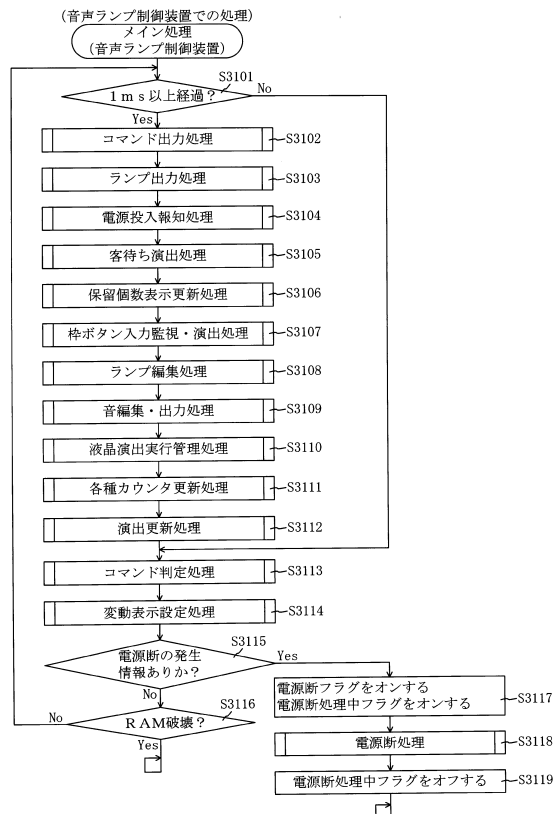 (音声ランプ制御装置での処理)
メイン処理
(音声ランプ制御装置)
S3101
1ms以上経過?
No
Yes
コマンド出力処理
S3102
ランプ出力処理
S3103
電源投入報知処理
S3104
客待ち演出処理
S3105
保留個数表示更新処理
S3106
枠ボタン入力監視・演出処理
S3107
ランプ編集処理
S3108
音編集・出力処理
S3109
液晶演出実行管理処理
S3110
各種カウンタ更新処理
S3111
演出更新処理
S3112
コマンド判定処理
S3113
変動表示設定処理
S3114
電源断の発生
情報ありか?
S3115
Yes
No
RAM破壊?
S3116
No
Yes
電源断フラグをオンする
電源断処理中フラグをオンする
S3117
電源断処理
S3118
電源断処理中フラグをオフする
S3119